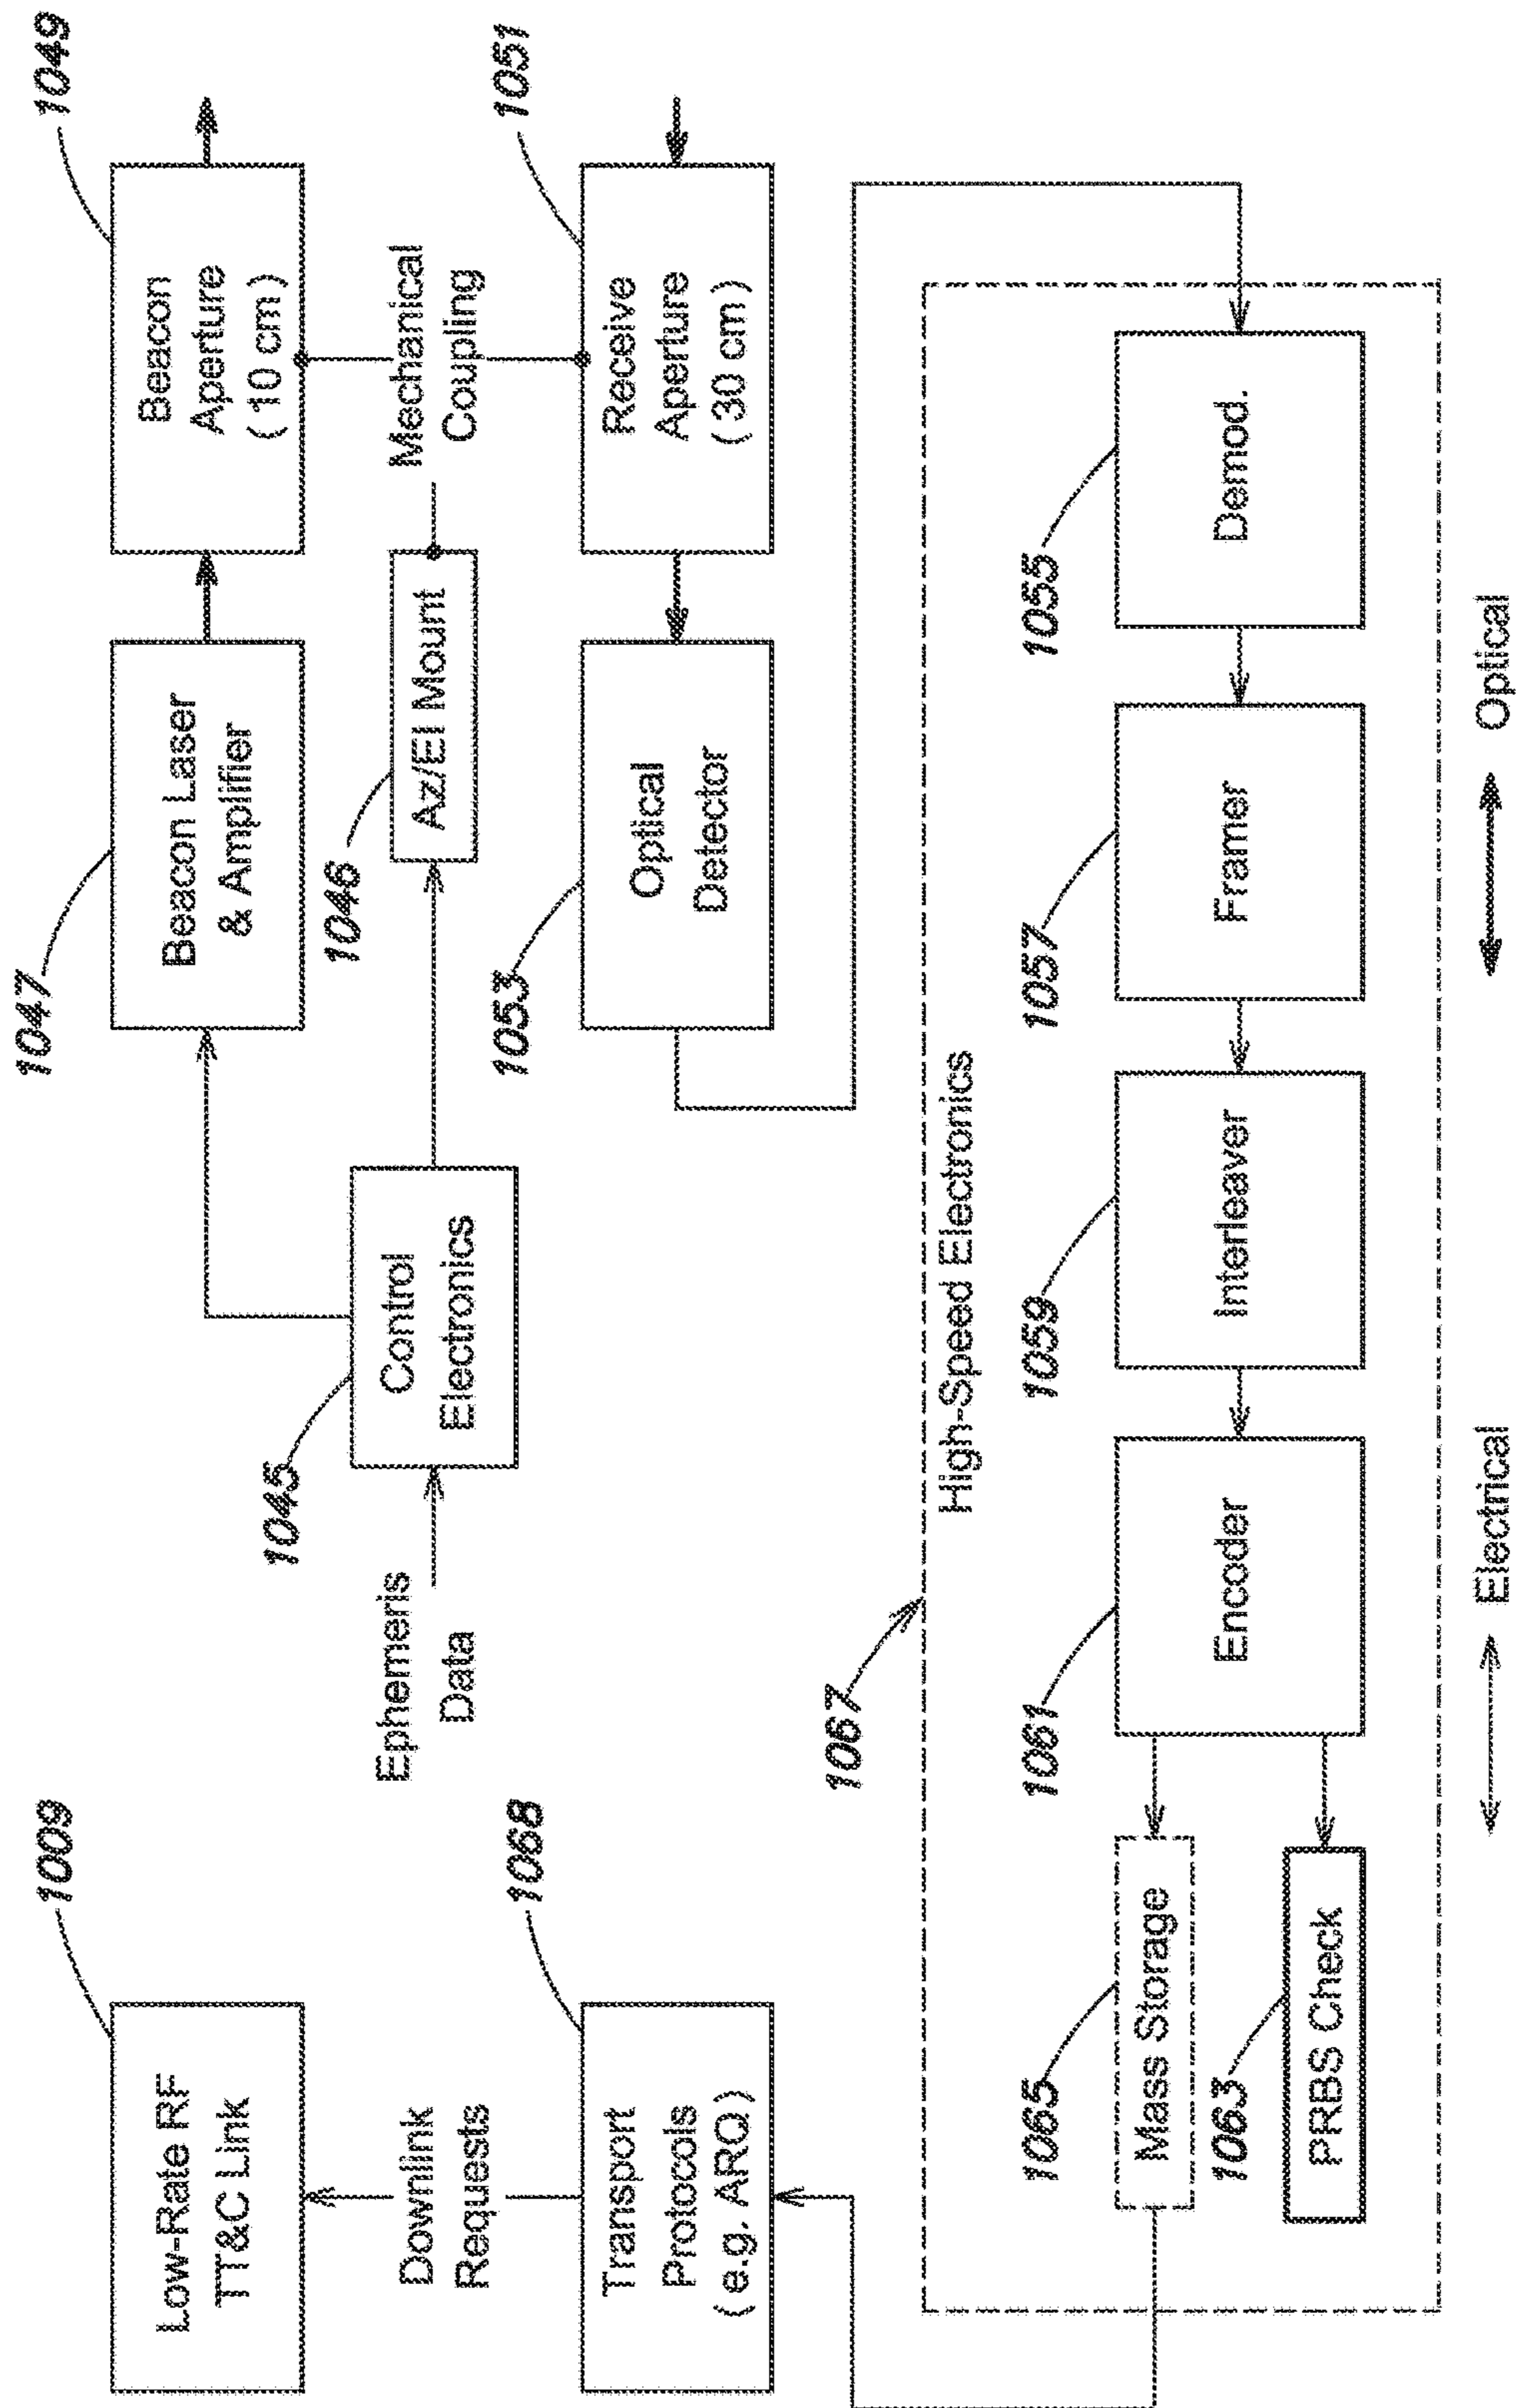 1009
Low-Rate RF
TT&C Link
Downlink
Requests
1068
Transport
Protocols
( e.g. ARQ )
Ephemeris
Data
1045
Control
Electronics
1047
Beacon Laser
& Amplifier
1049
Beacon
Aperture
( 10 cm )
1046
Az/El Mount
Mechanical
Coupling
1053
Optical
Detector
1051
Receive
Aperture
( 30 cm )
1067
High-Speed Electronics
1065
Mass Storage
1063
PRBS Check
1061
Encoder
1059
Interleaver
1057
Framer
1055
Demod.
Electrical
Optical